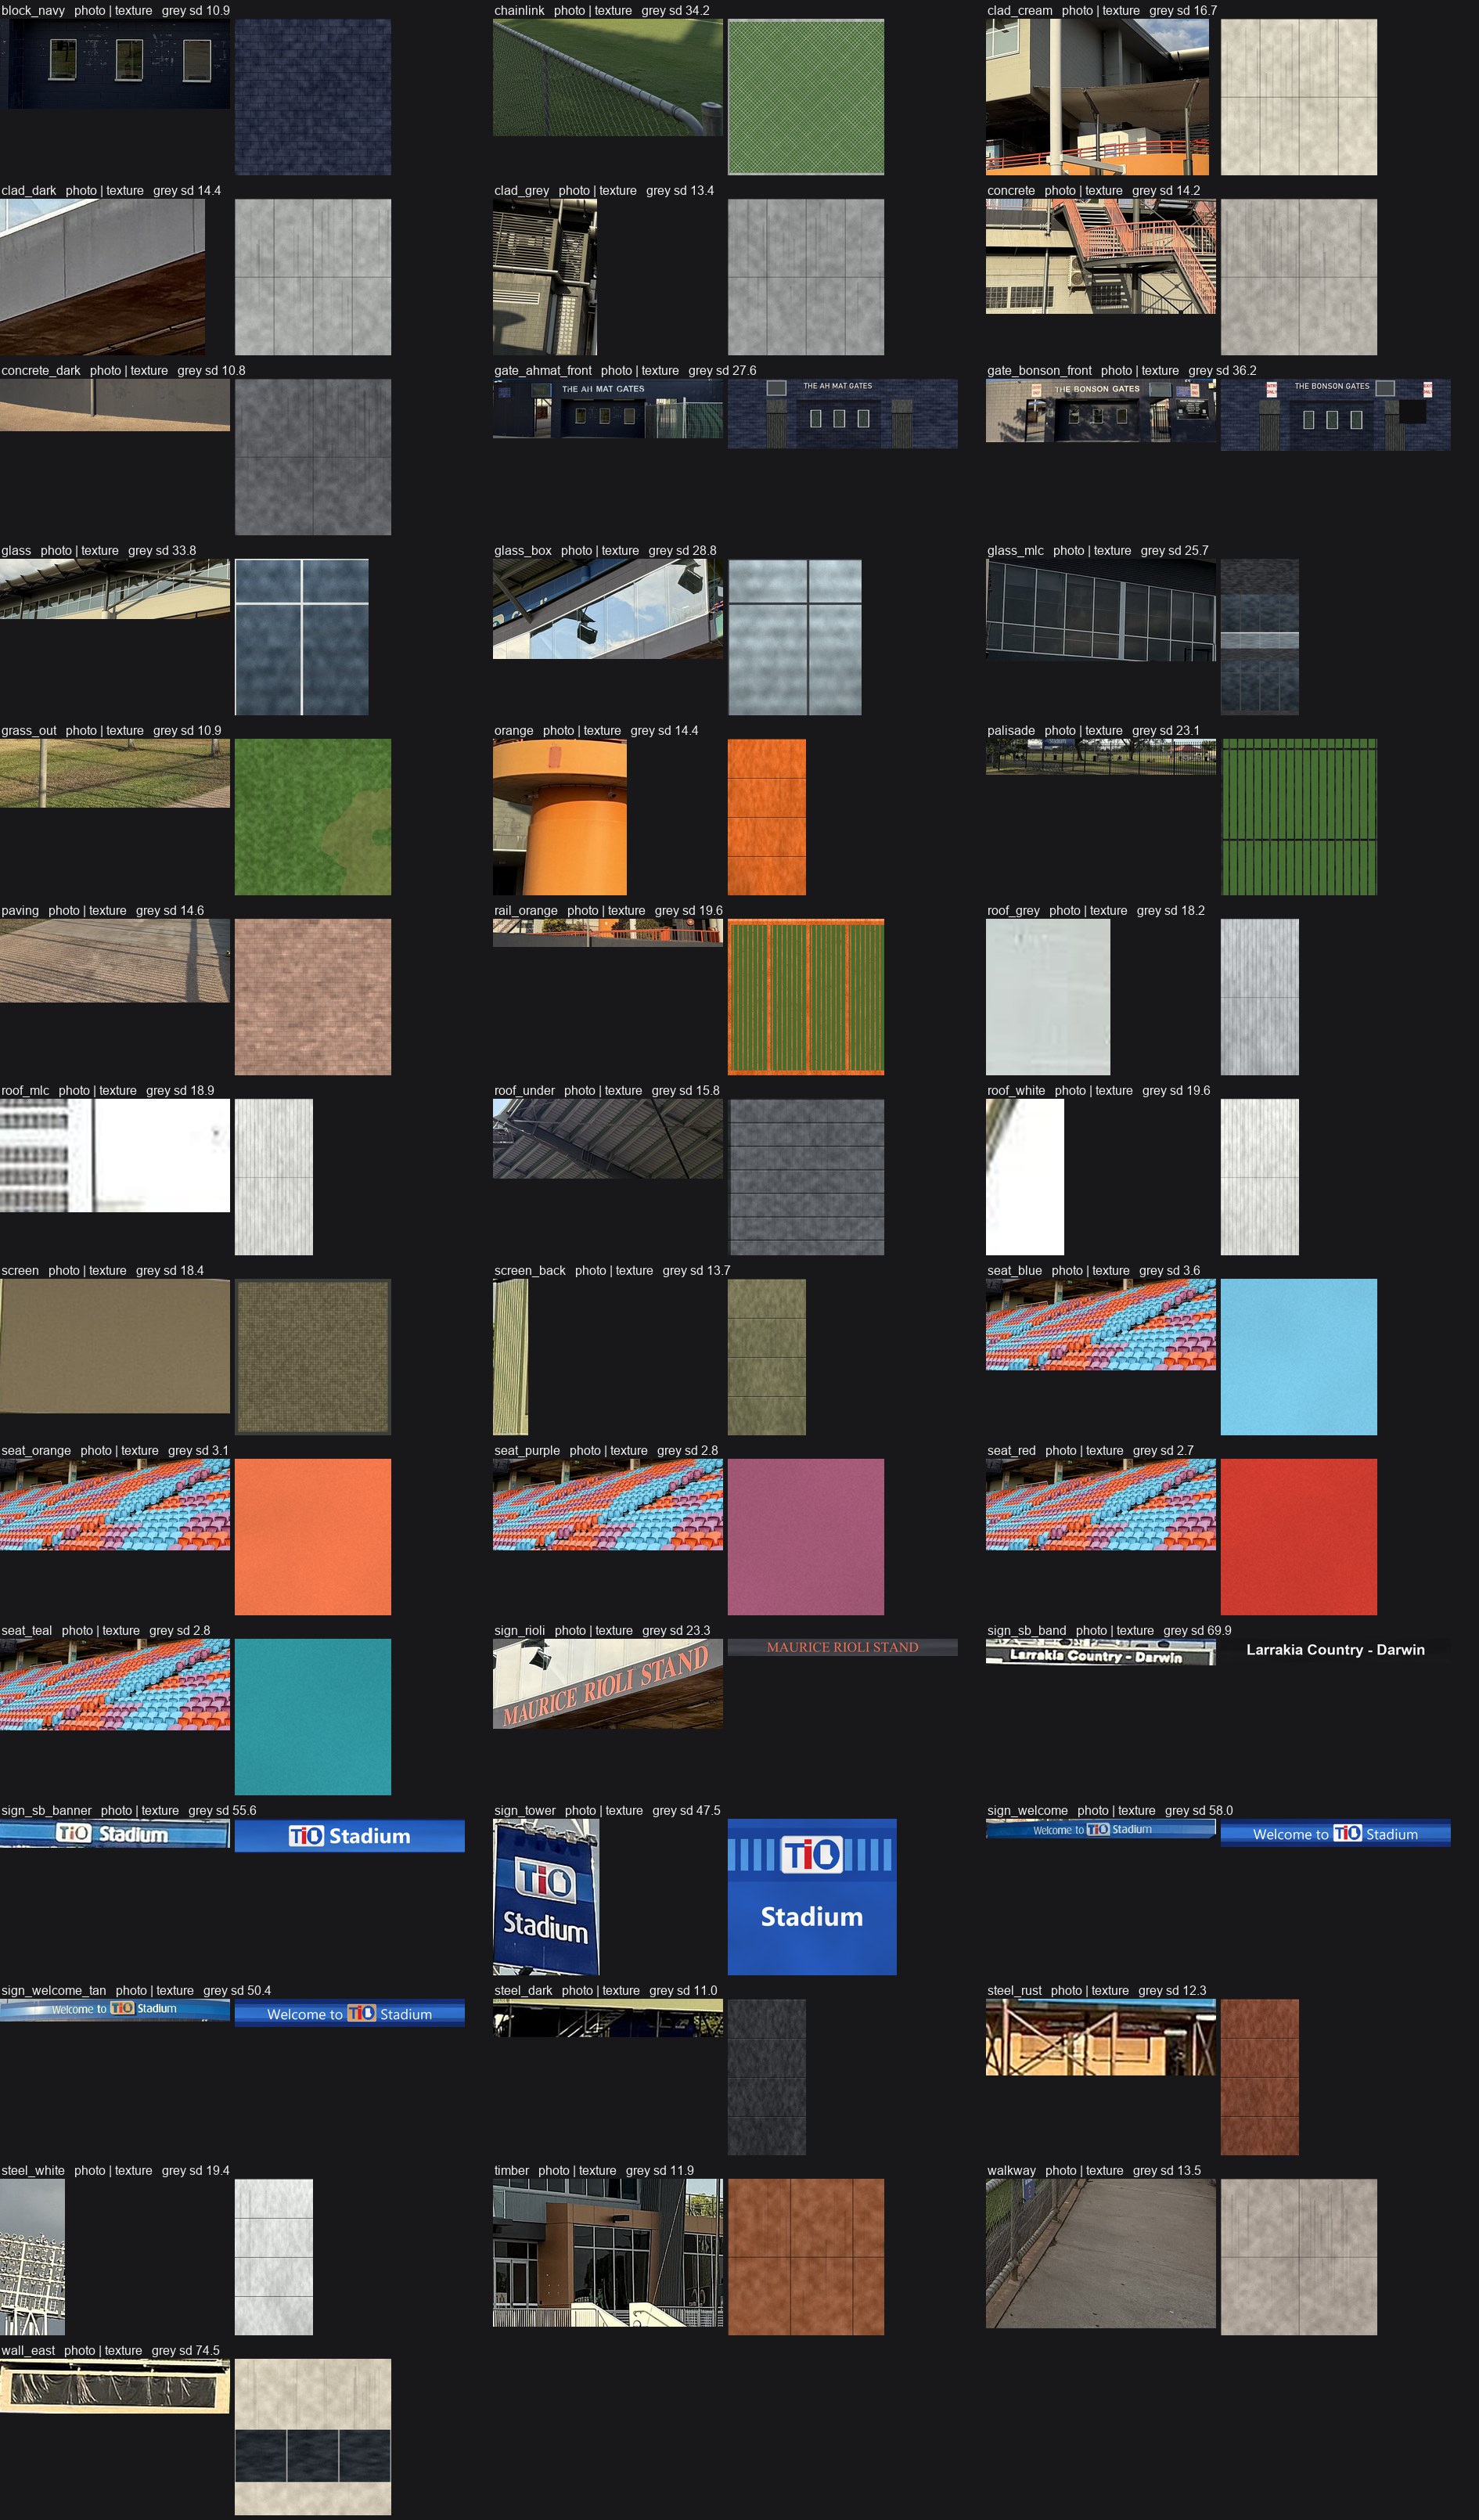 block_navy photo | texture grey sd 10.9
chainlink photo | texture grey sd 34.2
clad_cream photo | texture grey sd 16.7
clad_dark photo | texture grey sd 14.4
clad_grey photo | texture grey sd 13.4
concrete photo | texture grey sd 14.2
concrete_dark photo | texture grey sd 10.8
gate_ahmat_front photo | texture grey sd 27.6
gate_bonson_front photo | texture grey sd 36.2
THE AH MAT GATES
THE AH MAT GATES
THE BONSON GATES
THE BONSON GATES
glass photo | texture grey sd 33.8
glass_box photo | texture grey sd 28.8
glass_mlc photo | texture grey sd 25.7
grass_out photo | texture grey sd 10.9
orange photo | texture grey sd 14.4
palisade photo | texture grey sd 23.1
paving photo | texture grey sd 14.6
rail_orange photo | texture grey sd 19.6
roof_grey photo | texture grey sd 18.2
roof_mlc photo | texture grey sd 18.9
roof_under photo | texture grey sd 15.8
roof_white photo | texture grey sd 19.6
screen photo | texture grey sd 18.4
screen_back photo | texture grey sd 13.7
seat_blue photo | texture grey sd 3.6
seat_orange photo | texture grey sd 3.1
seat_purple photo | texture grey sd 2.8
seat_red photo | texture grey sd 2.7
seat_teal photo | texture grey sd 2.8
sign_rioli photo | texture grey sd 23.3
sign_sb_band photo | texture grey sd 69.9
MAURICE RIOLI STAND
MAURICE RIOLI STAND
Larrakia Country - Darwin
Larrakia Country - Darwin
sign_sb_banner photo | texture grey sd 55.6
sign_tower photo | texture grey sd 47.5
sign_welcome photo | texture grey sd 58.0
TiO Stadium
TiO Stadium
TiO
Stadium
TiO
Stadium
Welcome to TiO Stadium
Welcome to TiO Stadium
sign_welcome_tan photo | texture grey sd 50.4
steel_dark photo | texture grey sd 11.0
steel_rust photo | texture grey sd 12.3
Welcome to TiO Stadium
Welcome to TiO Stadium
steel_white photo | texture grey sd 19.4
timber photo | texture grey sd 11.9
walkway photo | texture grey sd 13.5
wall_east photo | texture grey sd 74.5